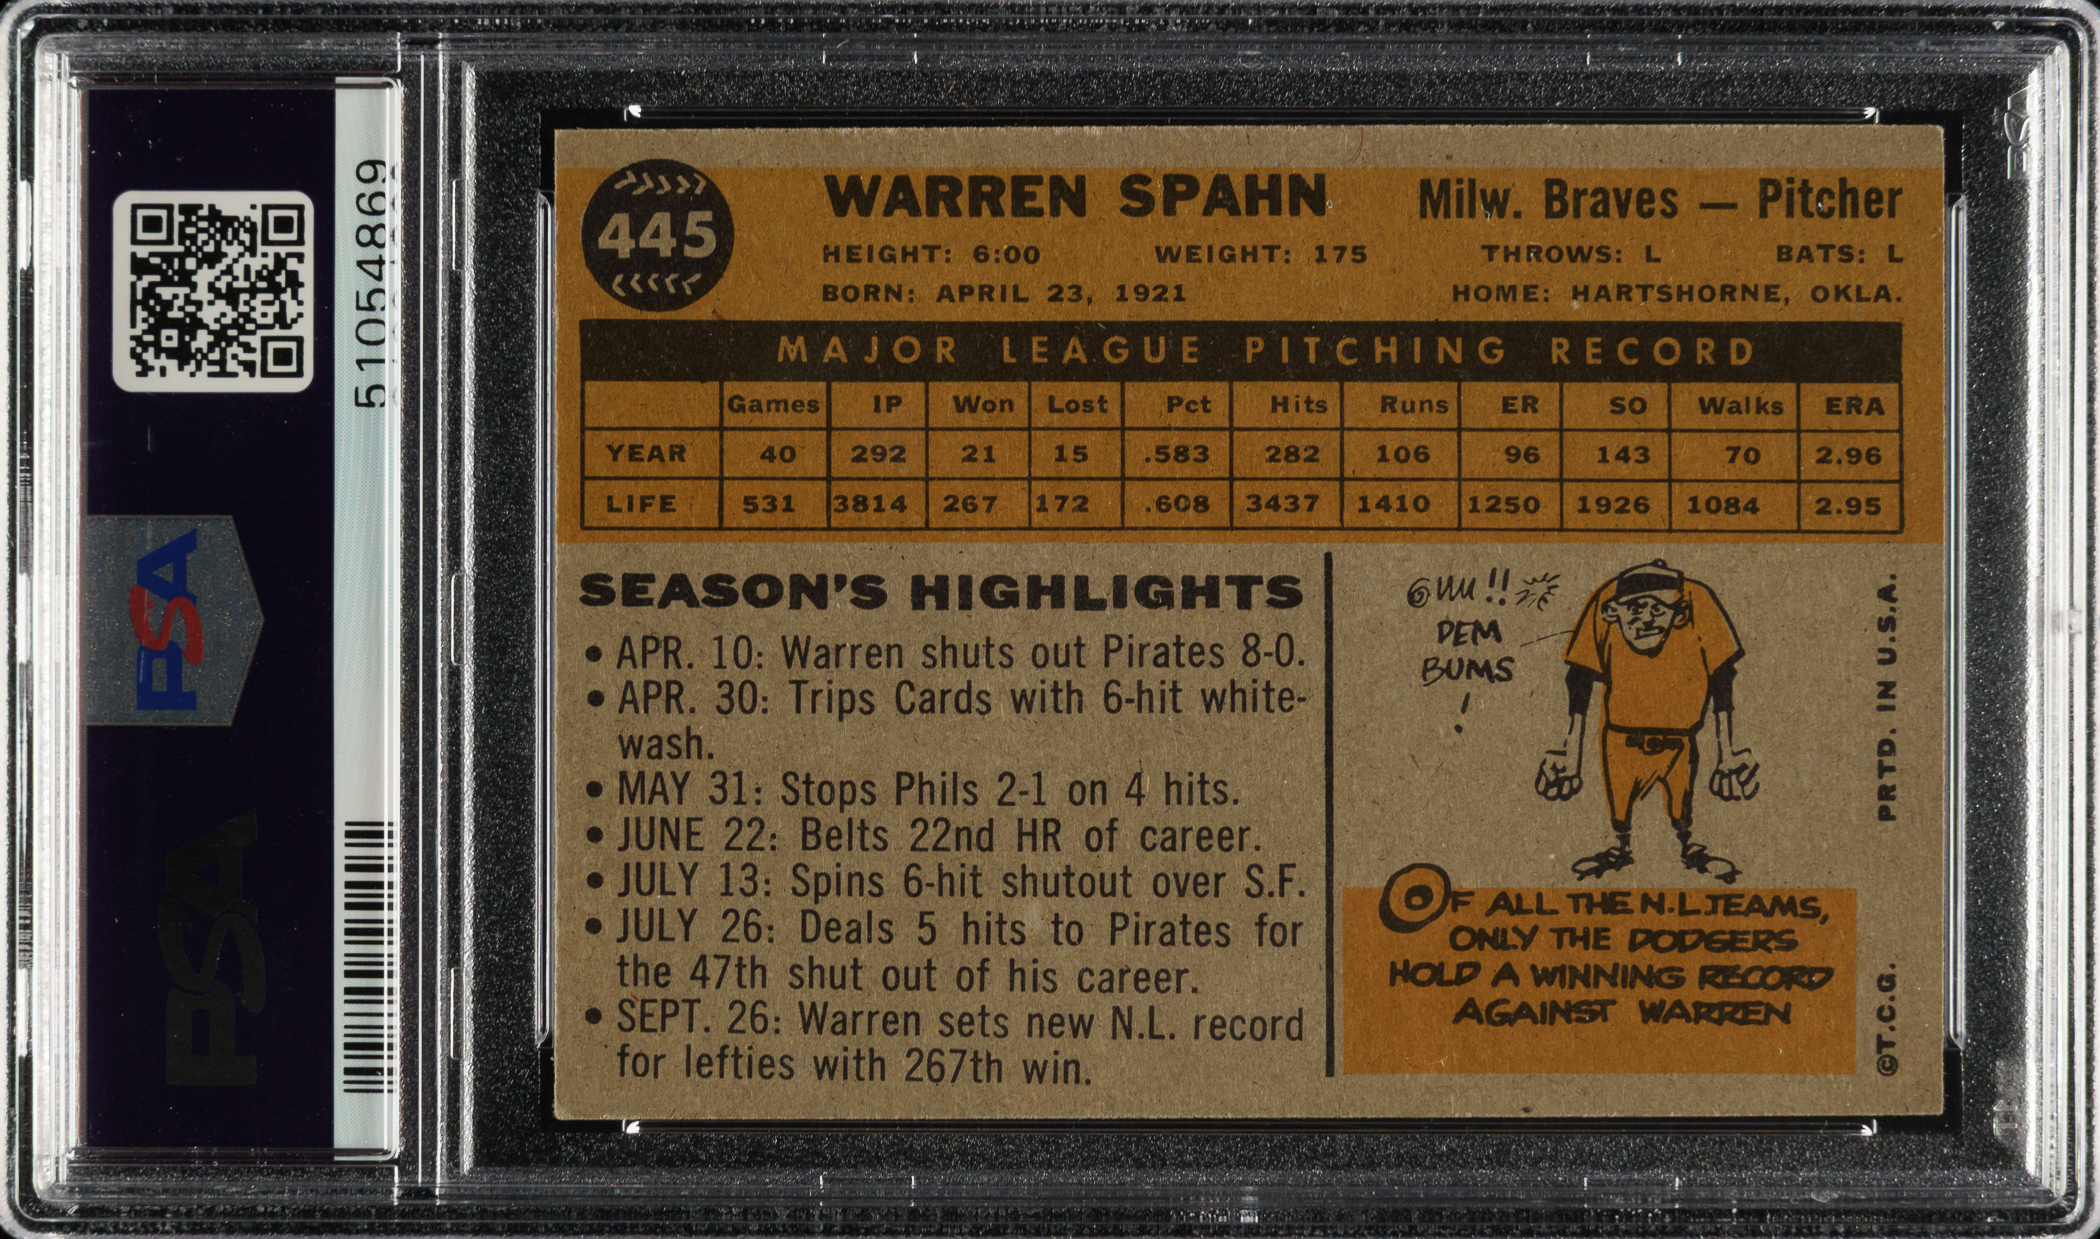 51054869
PSA
PSA
445
WARREN SPAHN
Milw. Braves — Pitcher
HEIGHT: 6:00 WEIGHT: 175 THROWS: L BATS: L
BORN: APRIL 23, 1921 HOME: HARTSHORNE, OKLA.
MAJOR LEAGUE PITCHING RECORD
Games IP Won Lost Pct Hits Runs ER SO Walks ERA
YEAR 40 292 21 15 .583 282 106 96 143 70 2.96
LIFE 531 3814 267 172 .608 3437 1410 1250 1926 1084 2.95
SEASON'S HIGHLIGHTS
• APR. 10: Warren shuts out Pirates 8-0.
• APR. 30: Trips Cards with 6-hit white-
wash.
• MAY 31: Stops Phils 2-1 on 4 hits.
• JUNE 22: Belts 22nd HR of career.
• JULY 13: Spins 6-hit shutout over S.F.
• JULY 26: Deals 5 hits to Pirates for
the 47th shut out of his career.
• SEPT. 26: Warren sets new N.L. record
for lefties with 267th win.
DEM
BUMS
!
OF ALL THE N.L. TEAMS,
ONLY THE DODGERS
HOLD A WINNING RECORD
AGAINST WARREN
PRTD. IN U.S.A.
©T.C.G.